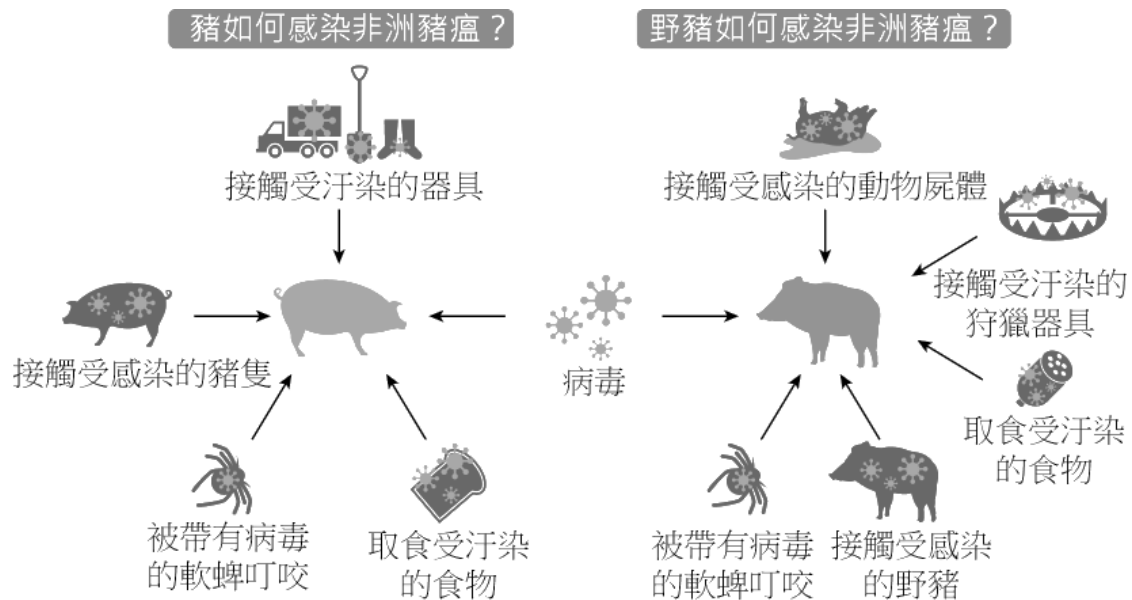 豬如何感染非洲豬瘟？
野豬如何感染非洲豬瘟？
接觸受汙染的器具
接觸受感染的豬隻
被帶有病毒
的軟蜱叮咬
取食受汙染
的食物
病毒
接觸受感染的動物屍體
接觸受汙染的
狩獵器具
取食受汙染
的食物
被帶有病毒
的軟蜱叮咬
接觸受感染
的野豬